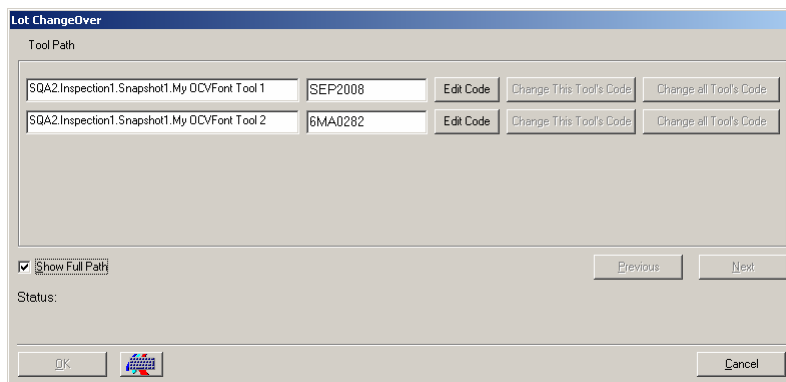 Lot ChangeOver
Tool Path
SQA2.Inspection1.Snapshot1.My OCVFont Tool 1 SEP2008 Edit Code Change This Tool's Code Change all Tool's Code
SQA2.Inspection1.Snapshot1.My OCVFont Tool 2 6MA0282 Edit Code Change This Tool's Code Change all Tool's Code
Show Full Path Previous Next
Status:
OK Cancel